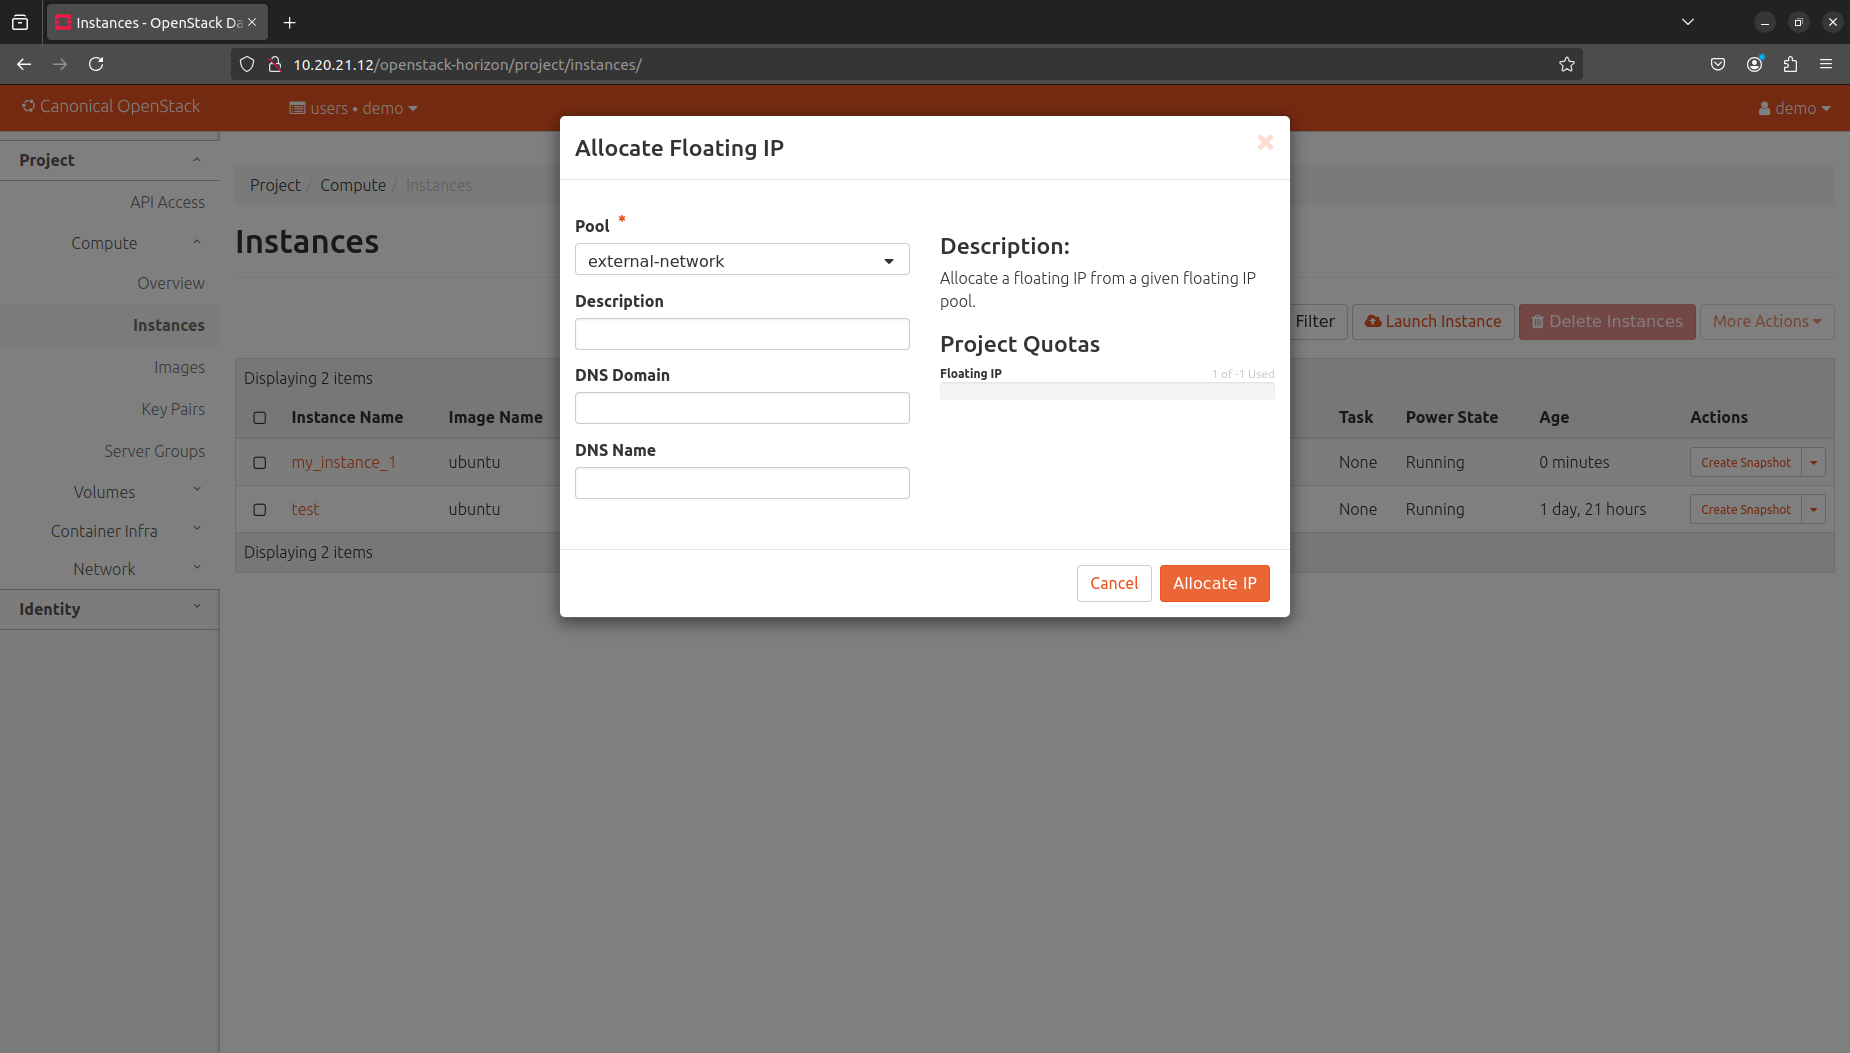 Instances - OpenStack Da
10.20.21.12/openstack-horizon/project/instances/
Canonical OpenStack
users • demo
demo
Project
API Access
Compute
Overview
Instances
Images
Key Pairs
Server Groups
Volumes
Container Infra
Network
Identity
Project / Compute / Instances
Instances
Filter
Launch Instance
Delete Instances
More Actions
Displaying 2 items
Instance Name Image Name Task Power State Age Actions
my_instance_1 ubuntu None Running 0 minutes Create Snapshot
test ubuntu None Running 1 day, 21 hours Create Snapshot
Displaying 2 items
Allocate Floating IP
Pool *
external-network
Description
DNS Domain
DNS Name
Description:
Allocate a floating IP from a given floating IP
pool.
Project Quotas
Floating IP 1 of -1 Used
Cancel
Allocate IP